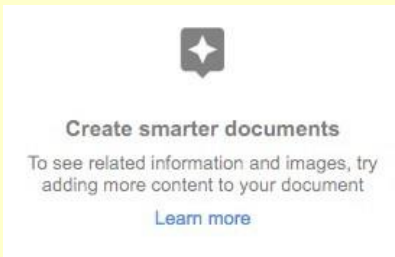 Create smarter documents
To see related information and images, try
adding more content to your document
Learn more